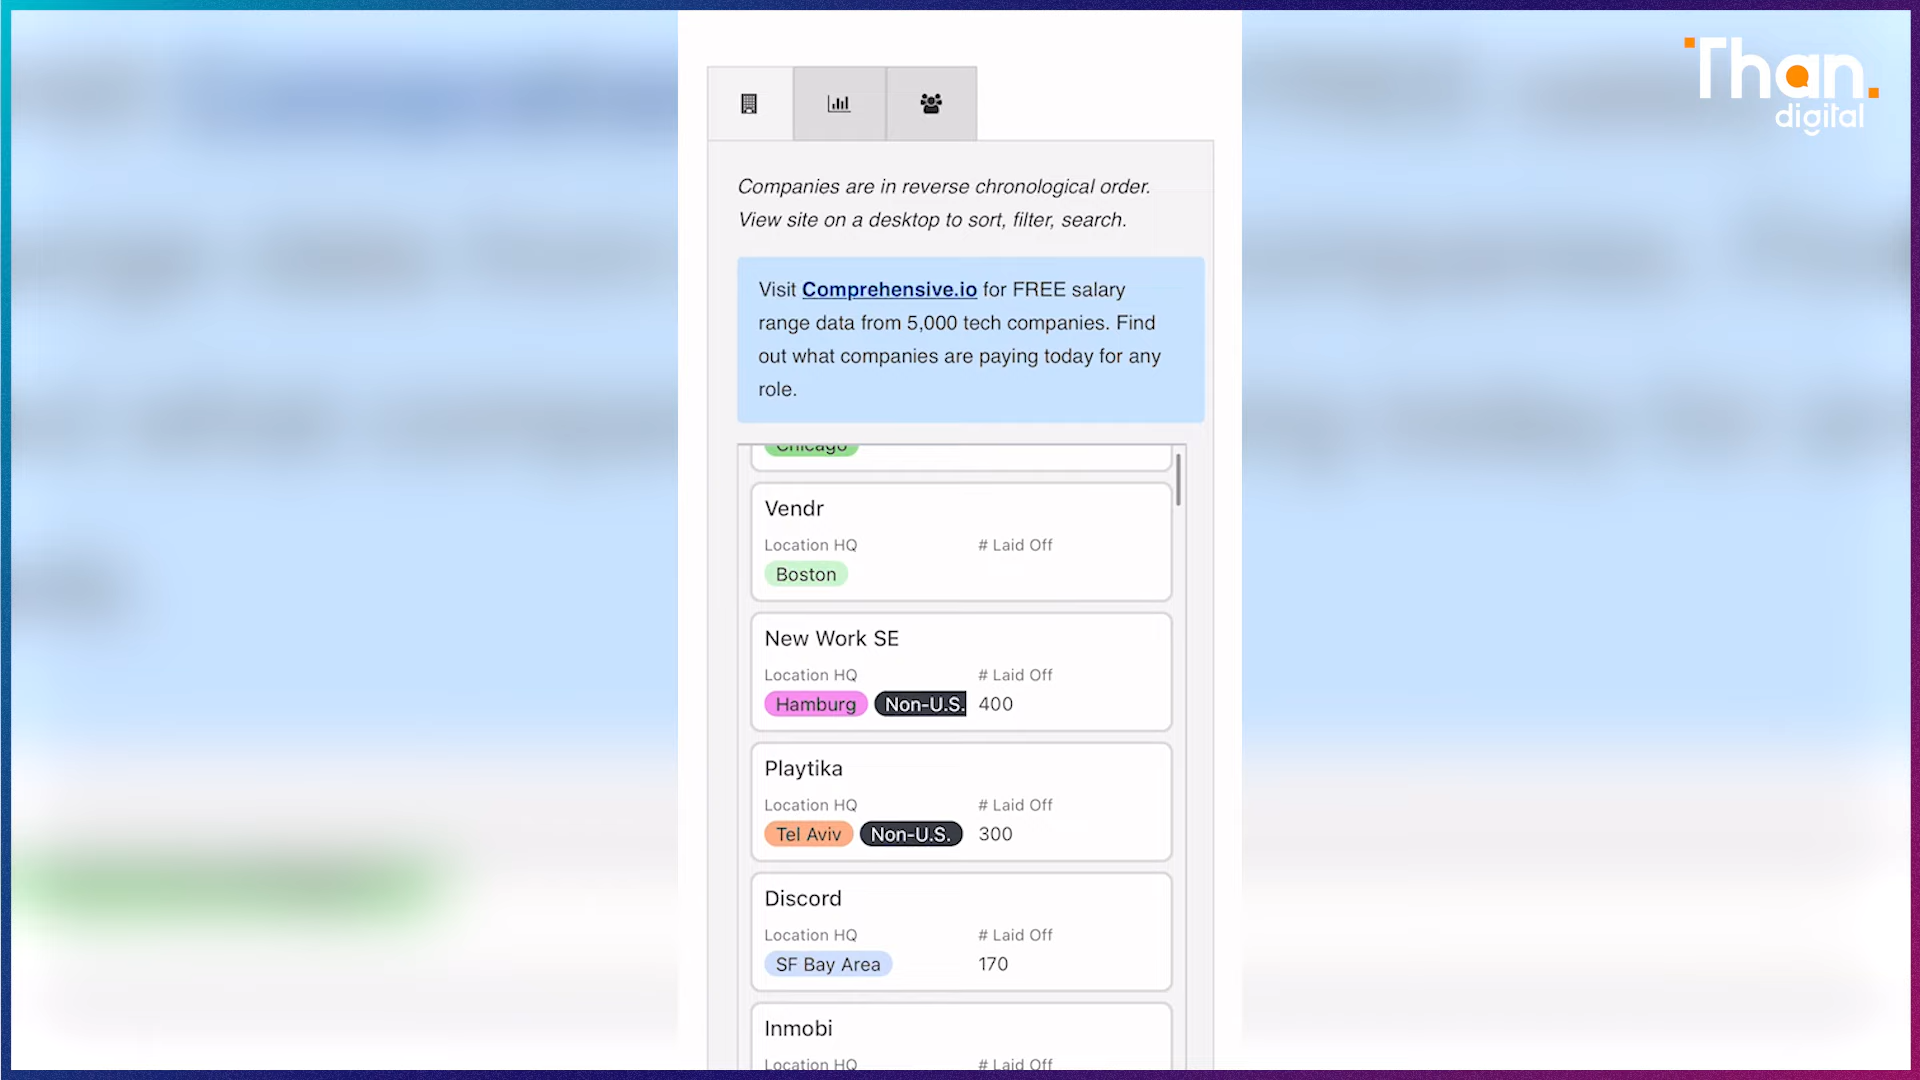 Than.
digital
Companies are in reverse chronological order.
View site on a desktop to sort, filter, search.
Visit Comprehensive.io for FREE salary
range data from 5,000 tech companies. Find
out what companies are paying today for any
role.
Chicago
Vendr
Location HQ # Laid Off
Boston
New Work SE
Location HQ # Laid Off
Hamburg Non-U.S. 400
Playtika
Location HQ # Laid Off
Tel Aviv Non-U.S. 300
Discord
Location HQ # Laid Off
SF Bay Area 170
Inmobi
Location HQ # Laid Off